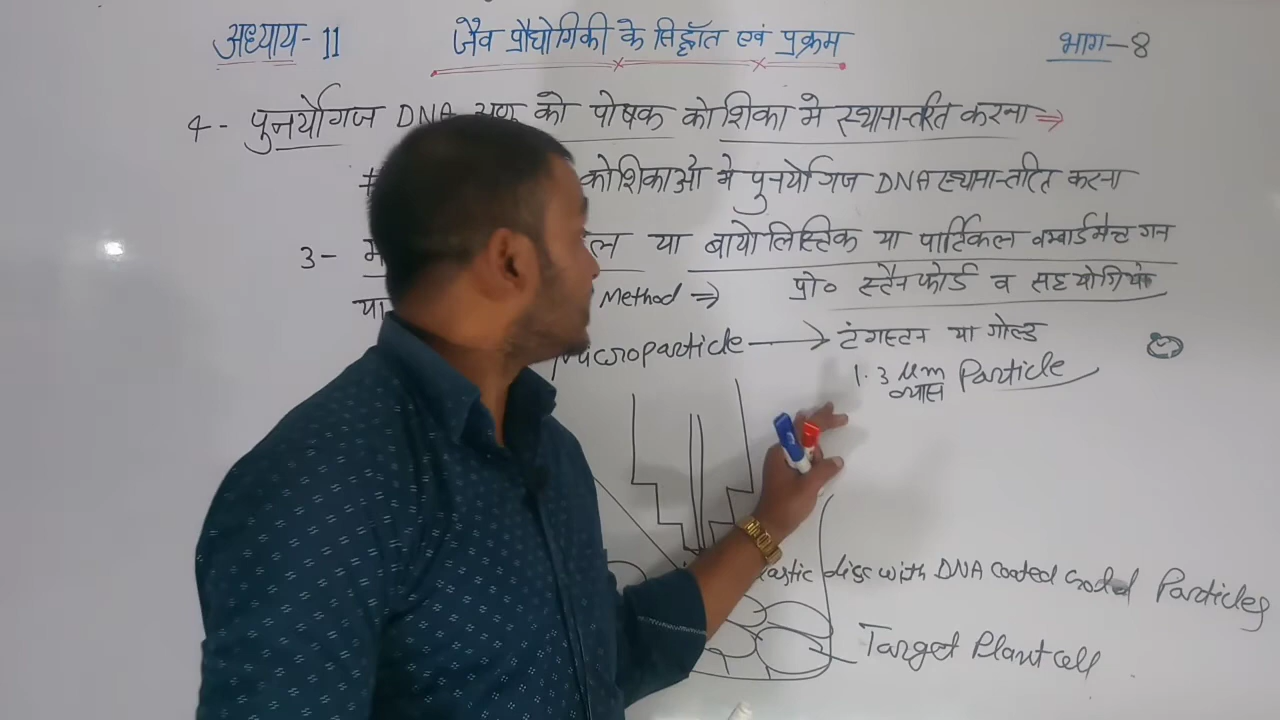 अध्याय - 11 जैव प्रौद्योगिकी के सिद्धांत एवं प्रक्रम भाग - 8
4 - पुनर्योगज DNA अणु को पोषक कोशिका मे स्थानान्तरित करना ⇒
कोशिकाओ मे पुनर्योगिज DNA स्थानान्तरित करना
3 - या बायोलिस्टिक या पार्टिकल बम्बार्डमेन्ट गन
या Method ⇒ प्रो० स्टैनफोर्ड व सहयोगियो
Microparticle → टंगस्टन या गोल्ड
1.3 μm Particle
व्यास
disc with DNA coated Particles
Target Plant cell